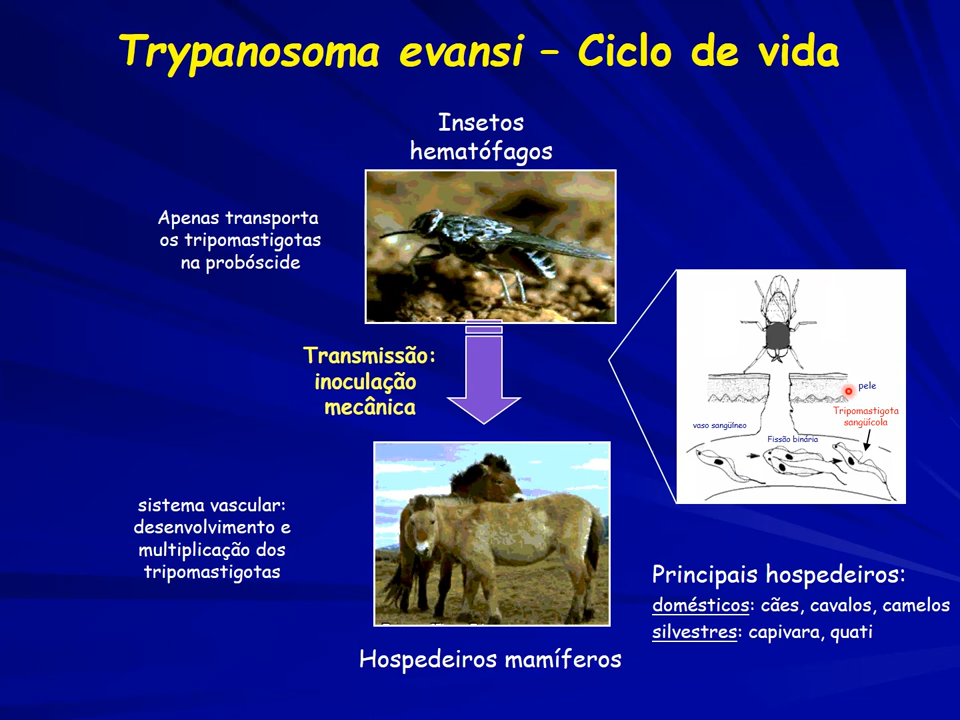 Trypanosoma evansi – Ciclo de vida
Insetos
hematófagos
Apenas transporta
os tripomastigotas
na probóscide
Transmissão:
inoculação
mecânica
pele
Tripomastigota
sangüícola
vaso sangüíneo
Fissão binária
sistema vascular:
desenvolvimento e
multiplicação dos
tripomastigotas
Principais hospedeiros:
domésticos: cães, cavalos, camelos
silvestres: capivara, quati
Hospedeiros mamíferos